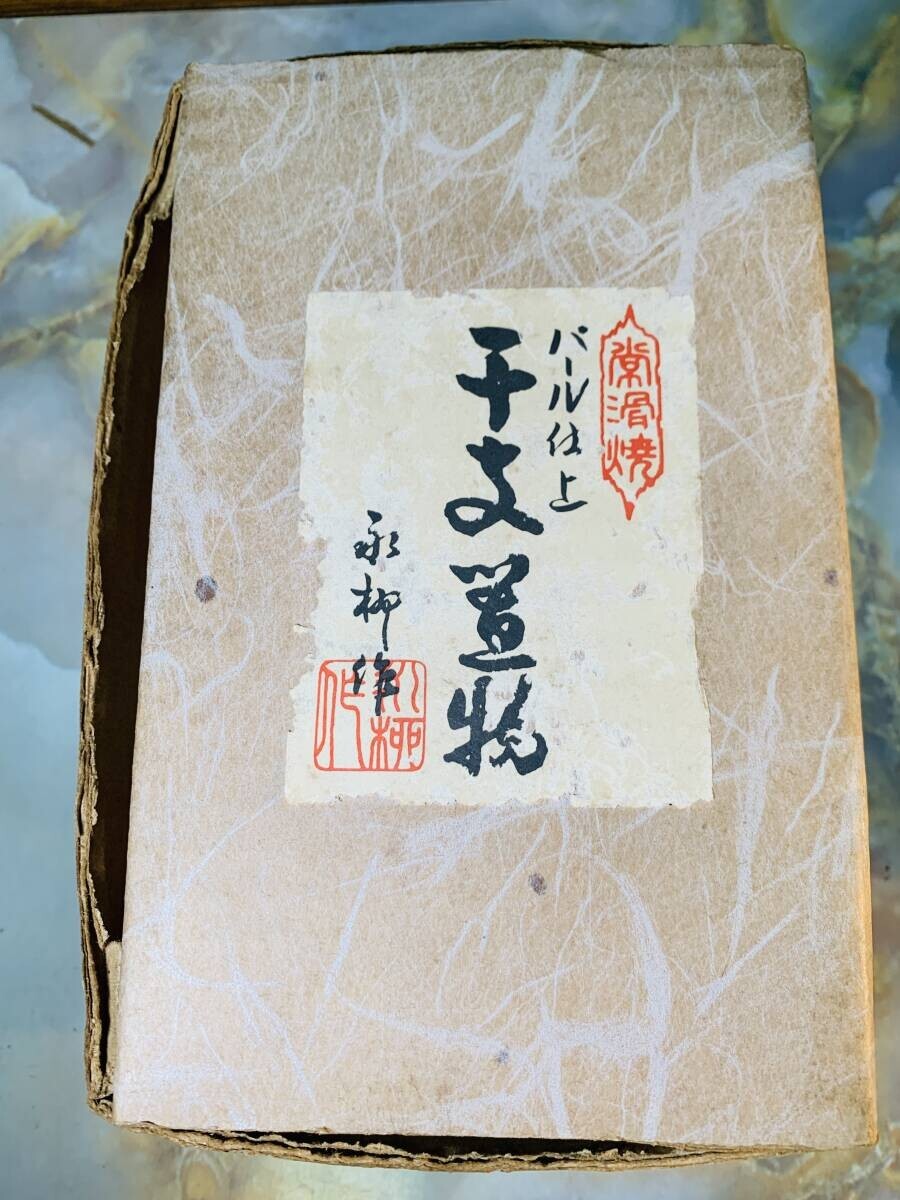 常滑焼
パール仕上
干支置物
永柳作